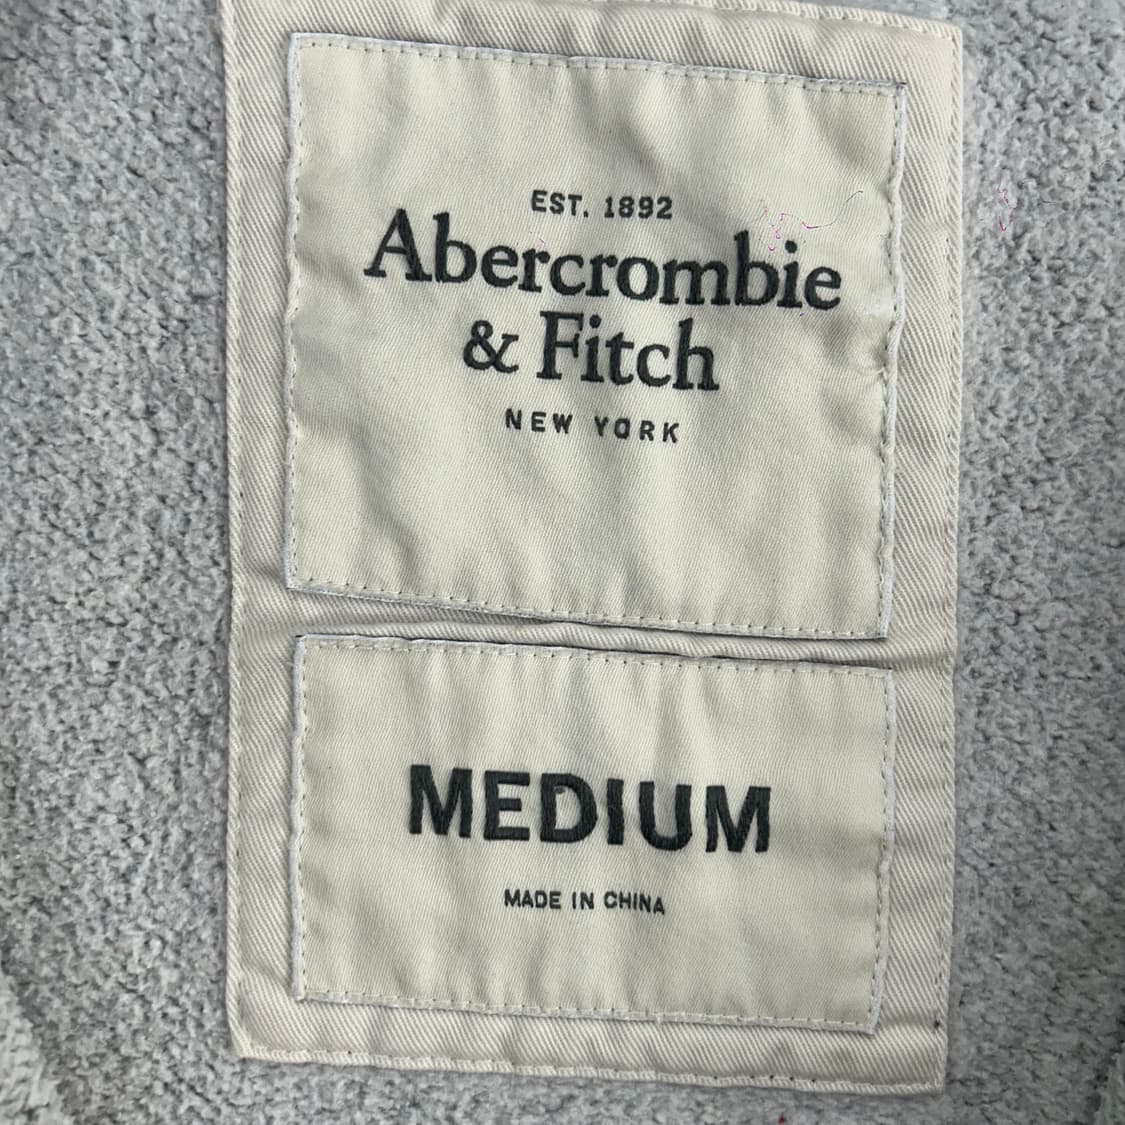 EST. 1892
Abercrombie
& Fitch
NEW YORK
MEDIUM
MADE IN CHINA